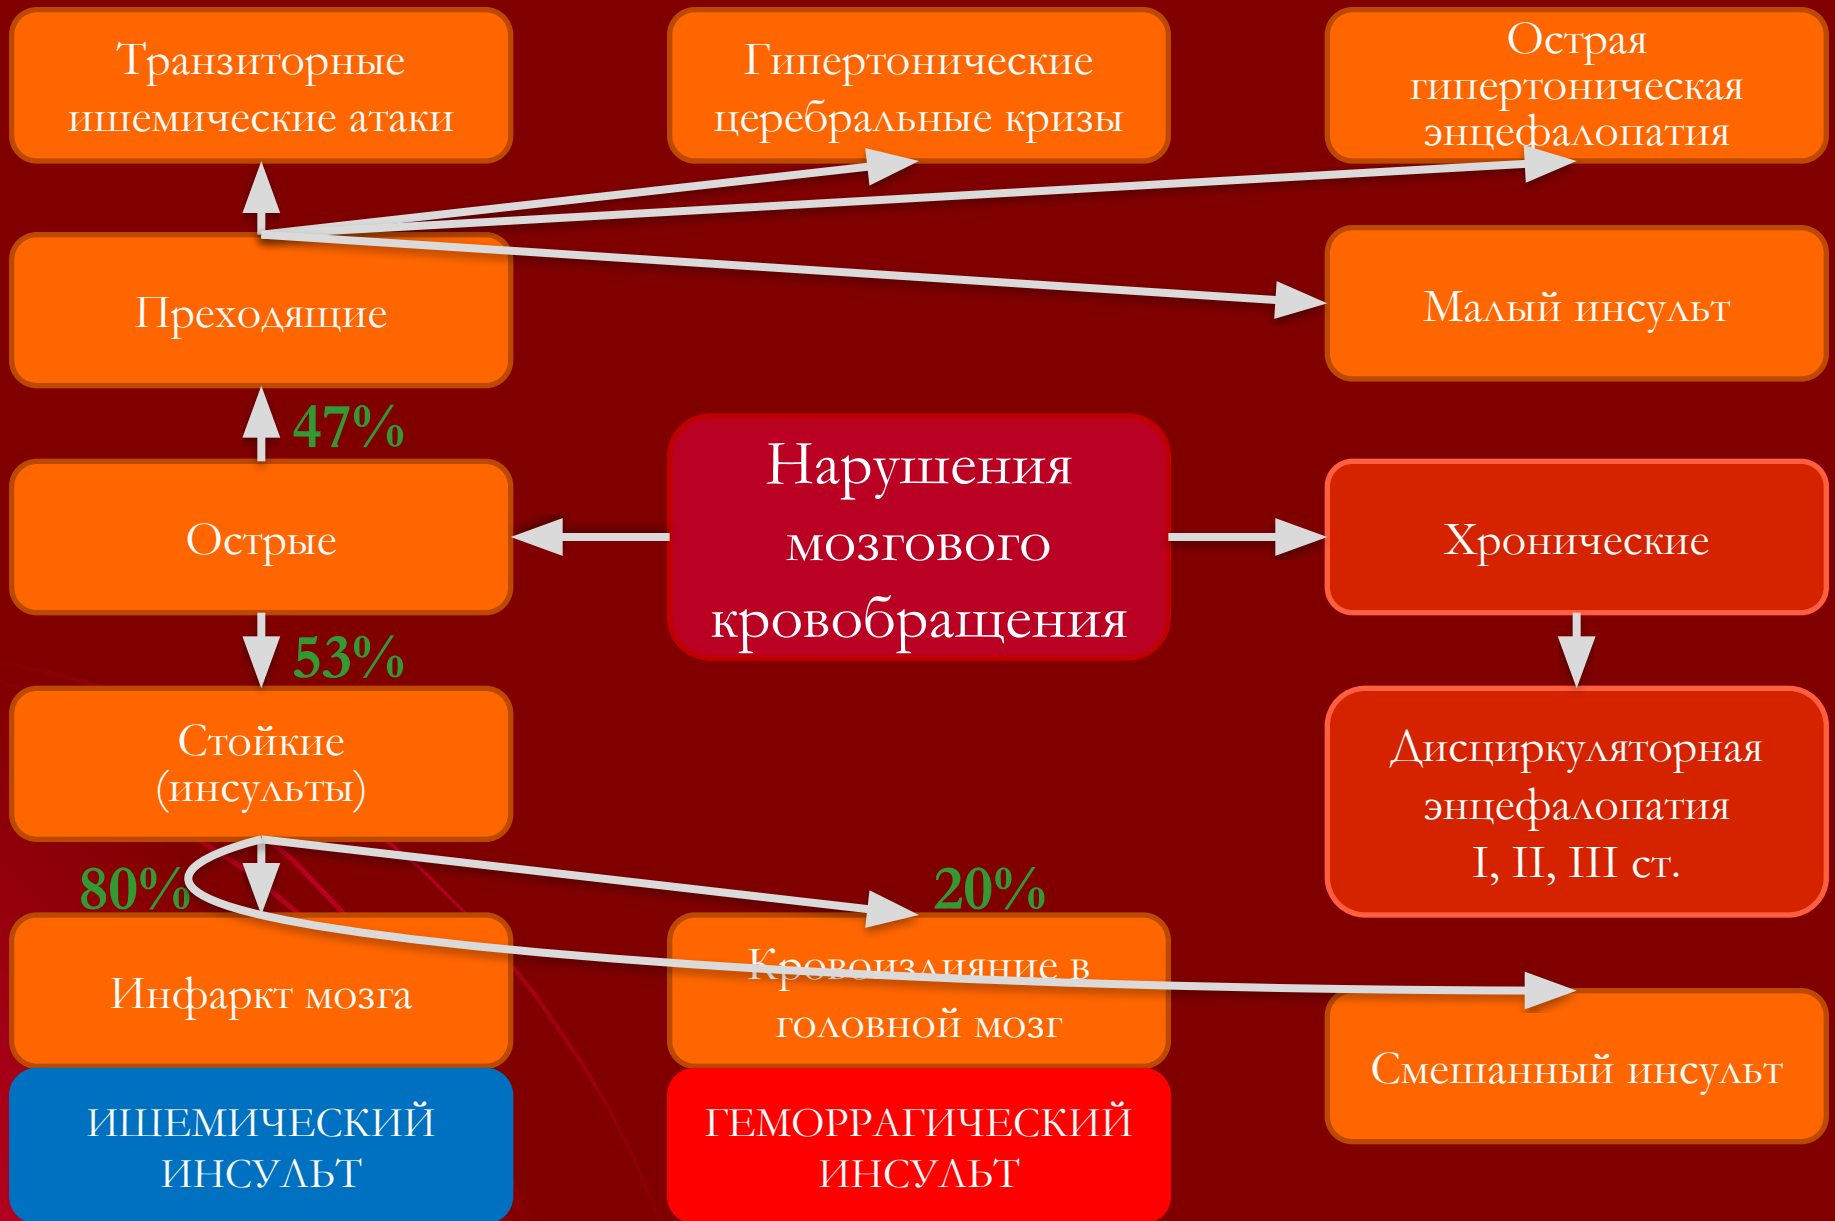 Транзиторные
ишемические атаки
Гипертонические
церебральные кризы
Острая
гипертоническая
энцефалопатия
Преходящие
Малый инсульт
47%
Нарушения
мозгового
кровобращения
Острые
Хронические
53%
Стойкие
(инсульты)
Дисциркуляторная
энцефалопатия
I, II, III ст.
80%
20%
Инфаркт мозга
Кровоизлияние в
головной мозг
Смешанный инсульт
ИШЕМИЧЕСКИЙ
ИНСУЛЬТ
ГЕМОРРАГИЧЕСКИЙ
ИНСУЛЬТ